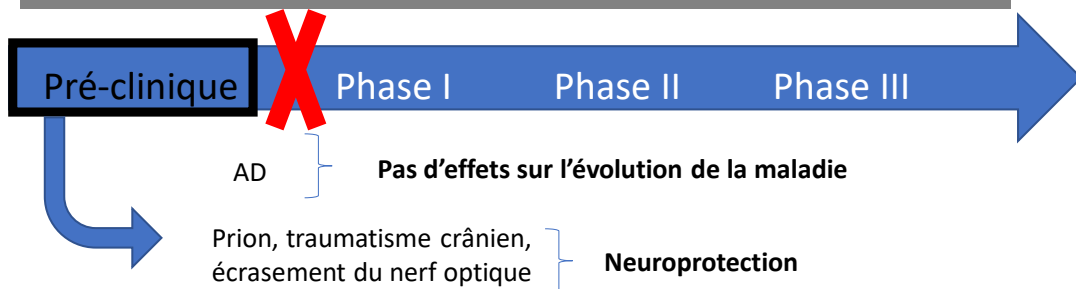 Pré-clinique Phase I Phase II Phase III
AD Pas d’effets sur l’évolution de la maladie
Prion, traumatisme crânien,
écrasement du nerf optique
Neuroprotection